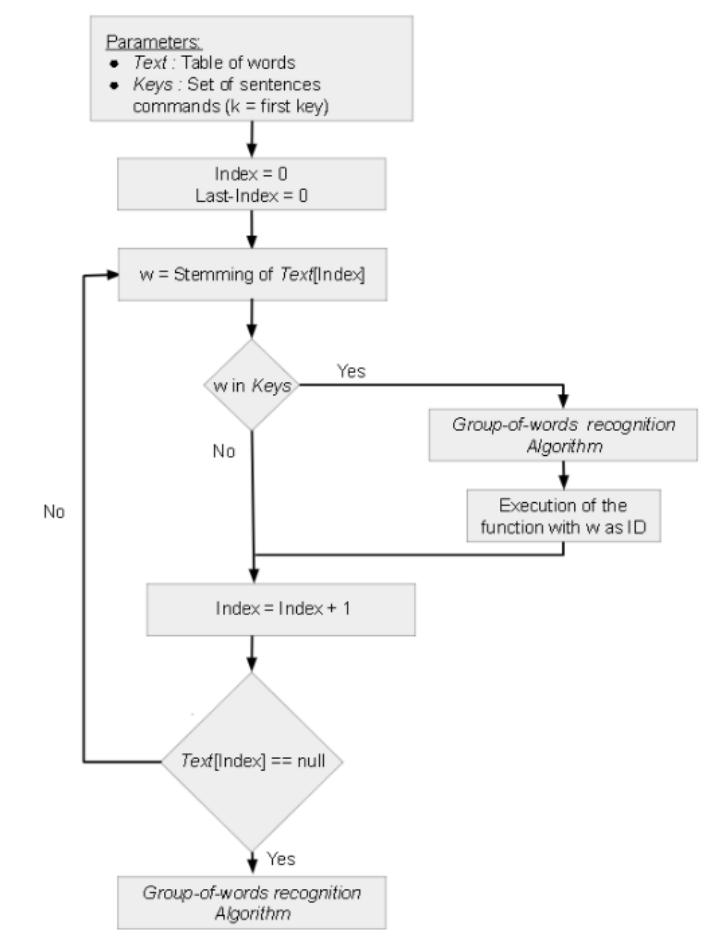 Parameters:
● Text : Table of words
● Keys : Set of sentences
commands (k = first key)
Index = 0
Last-Index = 0
w = Stemming of Text[Index]
w in Keys
Yes
Group-of-words recognition
Algorithm
No
Execution of the
function with w as ID
No
Index = Index + 1
Text[Index] == null
Yes
Group-of-words recognition
Algorithm